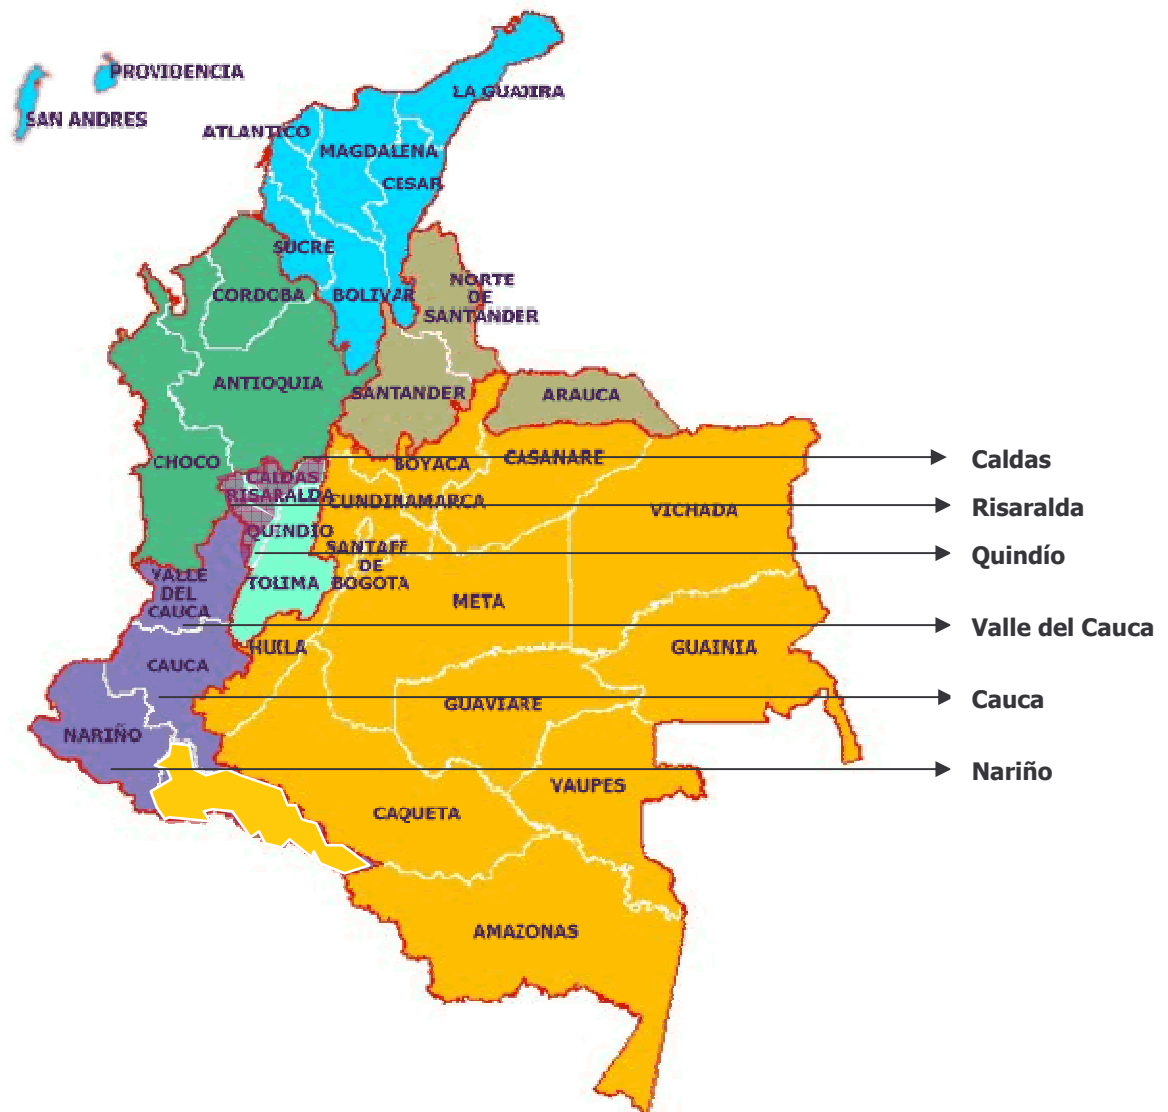 PROVIDENCIA
LA GUAJIRA
SAN ANDRES
ATLANTICO
MAGDALENA
CESAR
SUCRE
CORDOBA
BOLIVAR
NORTE
DE
SANTANDER
ANTIOQUIA
SANTANDER
ARAUCA
CHOCO
BOYACA
CASANARE
Caldas
CALDAS
RISARALDA
CUNDINAMARCA
VICHADA
Risaralda
QUINDIO
SANTAFE
DE
BOGOTA
Quindío
VALLE
DEL
CAUCA
TOLIMA
META
Valle del Cauca
HUILA
GUAINIA
CAUCA
GUAVIARE
Cauca
NARIÑO
Nariño
VAUPES
CAQUETA
AMAZONAS